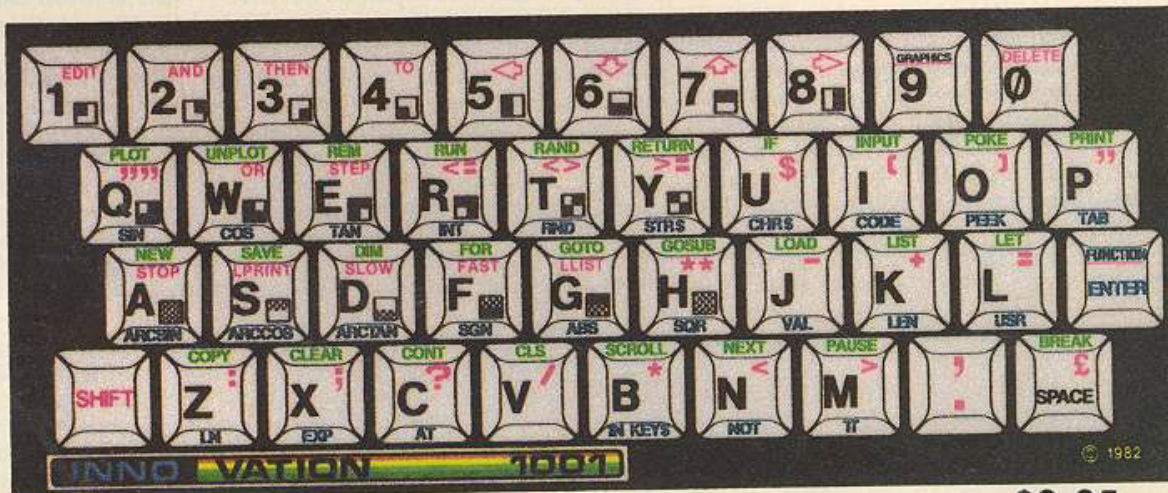 EDIT AND THEN TO GRAPHICS DELETE
1 2 3 4 5 6 7 8 9 0
PLOT UNPLOT REM RUN RAND RETURN IF INPUT POKE PRINT
"" OR STEP <= <> >= $ ( ) "
Q W E R T Y U I O P
SIN COS TAN INT RND STR$ CHR$ CODE PEEK TAB
NEW SAVE DIM FOR GOTO GOSUB LOAD LIST LET FUNCTION
STOP LPRINT SLOW FAST LLIST ** - + =
A S D F G H J K L ENTER
ARCSIN ARCCOS ARCTAN SGN ABS SQR VAL LEN USR
COPY CLEAR CONT CLS SCROLL NEXT PAUSE BREAK
: ; ? / * < > , £
SHIFT Z X C V B N M . SPACE
LN EXP AT IN KEYS NOT π
INNOVATION 1001
© 1982